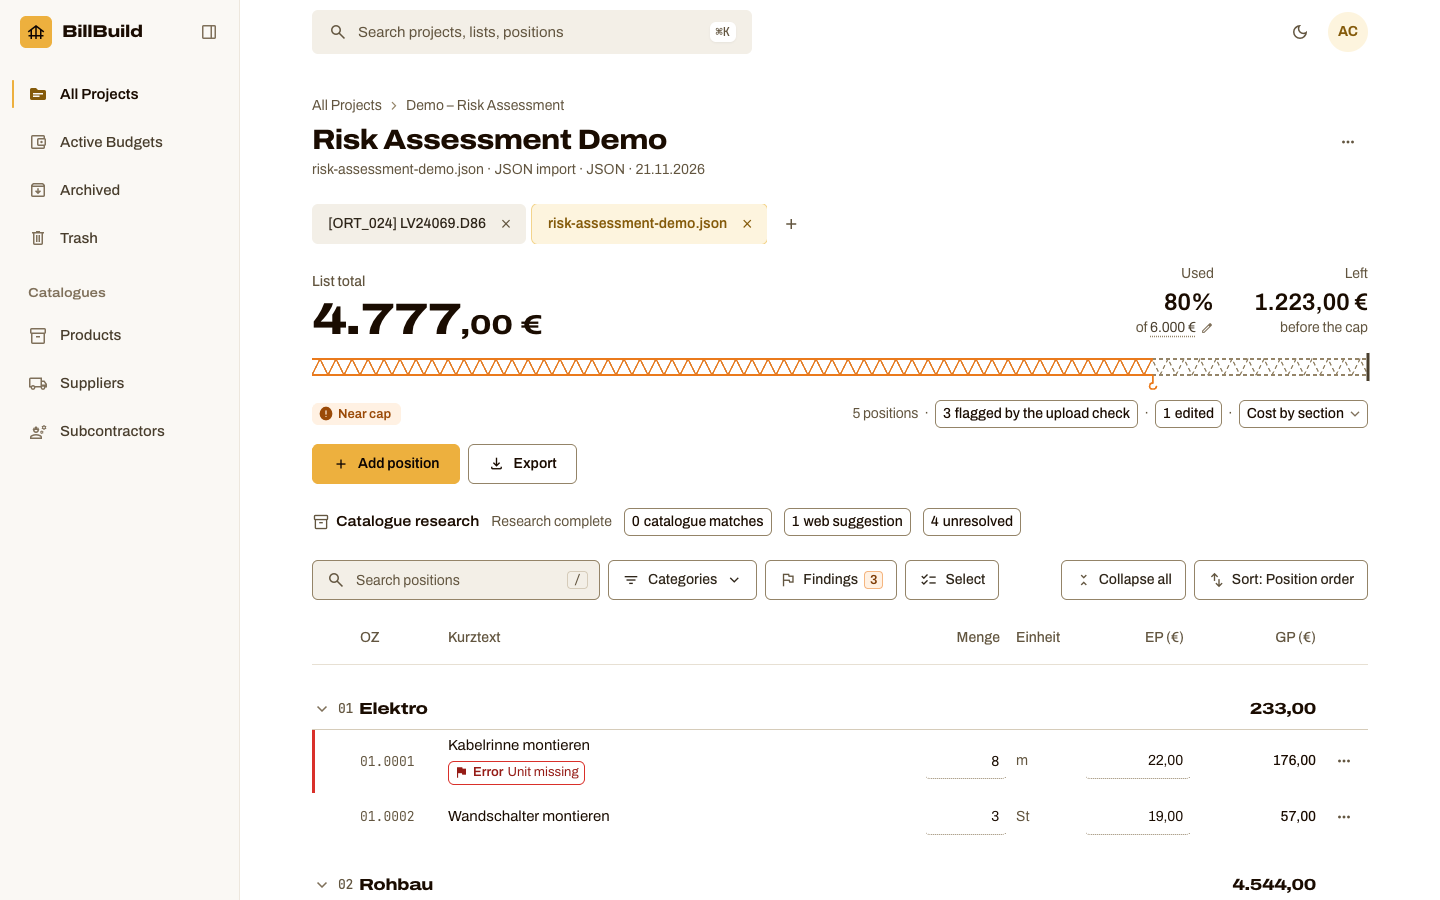 BillBuild
Search projects, lists, positions ⌘K
AC
All Projects
Active Budgets
Archived
Trash
Catalogues
Products
Suppliers
Subcontractors
All Projects › Demo – Risk Assessment
Risk Assessment Demo
risk-assessment-demo.json · JSON import · JSON · 21.11.2026
[ORT_024] LV24069.D86 × risk-assessment-demo.json × +
List total
4.777,00 €
Used
80%
of 6.000 €
Left
1.223,00 €
before the cap
Near cap
5 positions · 3 flagged by the upload check · 1 edited · Cost by section
+ Add position
Export
Catalogue research Research complete 0 catalogue matches 1 web suggestion 4 unresolved
Search positions /
Categories
Findings 3
Select
Collapse all
Sort: Position order
OZ Kurztext Menge Einheit EP (€) GP (€)
01 Elektro 233,00
01.0001 Kabelrinne montieren 8 m 22,00 176,00
Error Unit missing
01.0002 Wandschalter montieren 3 St 19,00 57,00
02 Rohbau 4.544,00